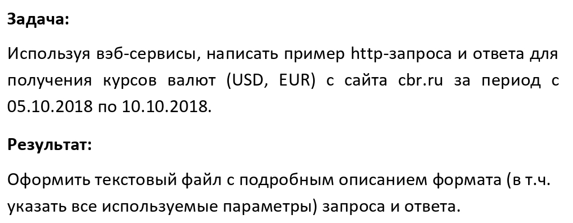 Задача:
Используя вэб-сервисы, написать пример http-запроса и ответа для
получения курсов валют (USD, EUR) с сайта cbr.ru за период с
05.10.2018 по 10.10.2018.
Результат:
Оформить текстовый файл с подробным описанием формата (в т.ч.
указать все используемые параметры) запроса и ответа.